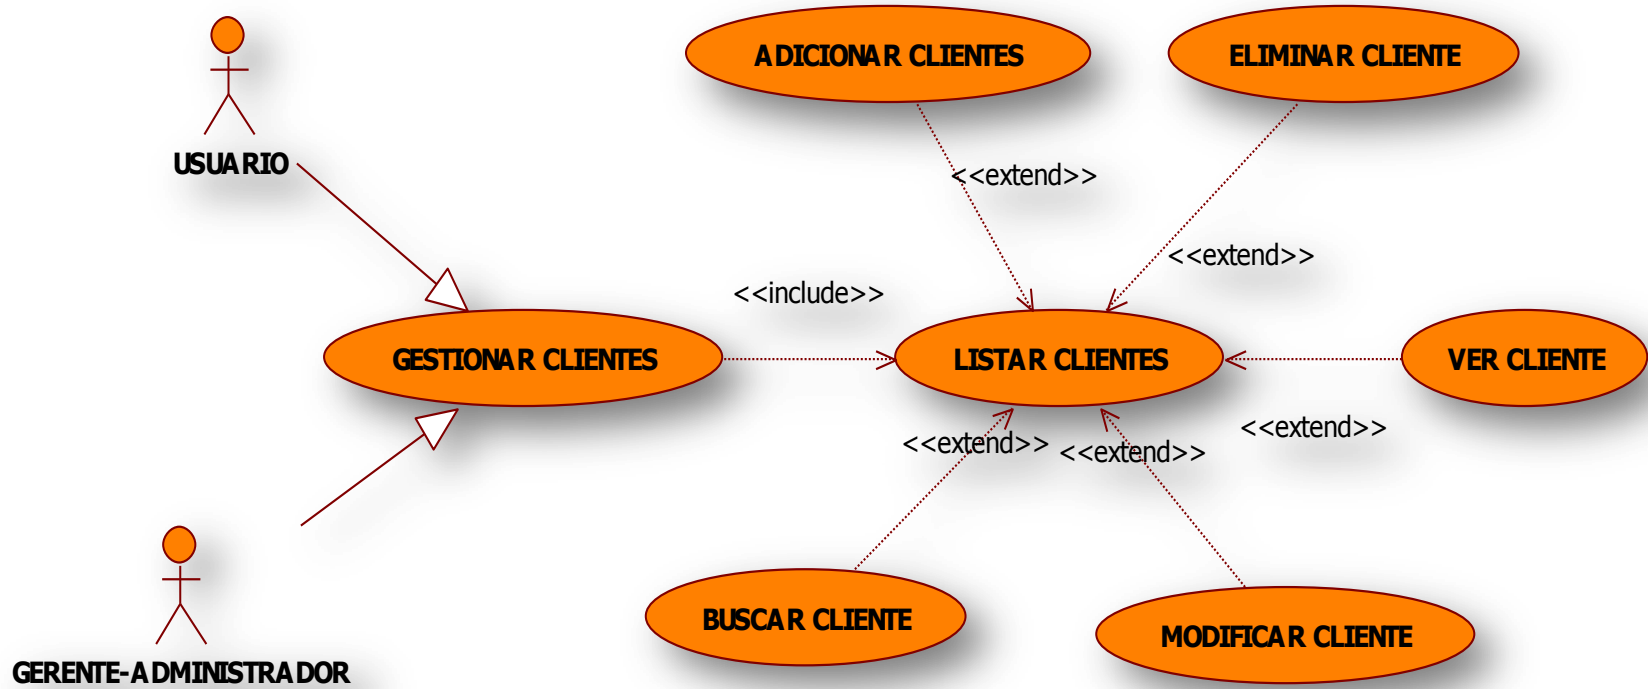 ADICIONAR CLIENTES
ELIMINAR CLIENTE
USUARIO
<<extend>>
<<extend>>
<<include>>
GESTIONAR CLIENTES
LISTAR CLIENTES
VER CLIENTE
<<extend>>
<<extend>>
<<extend>>
BUSCAR CLIENTE
MODIFICAR CLIENTE
GERENTE-ADMINISTRADOR